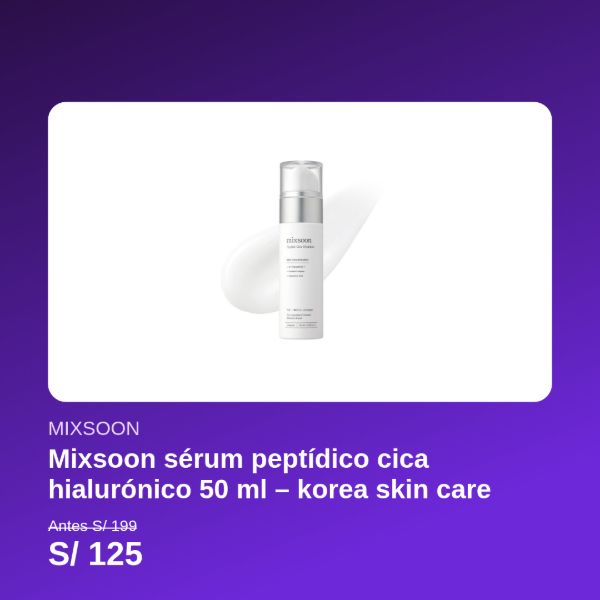 mixsoon
MIXSOON
Mixsoon sérum peptídico cica
hialurónico 50 ml – korea skin care
Antes S/ 199
S/ 125